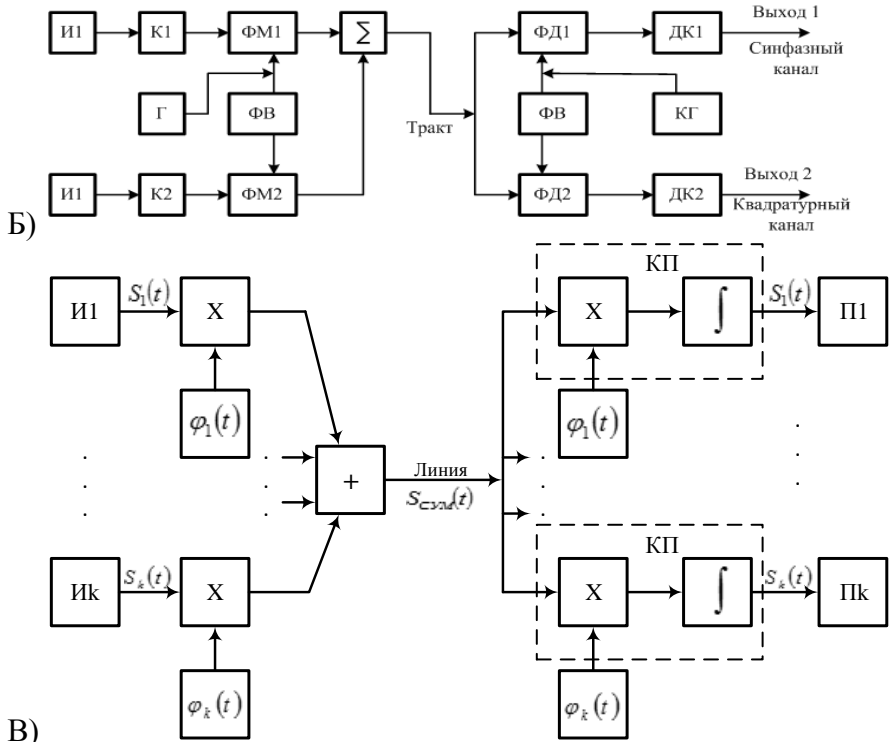 И1 К1 ФМ1 Σ ФД1 ДК1 Выход 1
Синфазный
канал
Г ФВ Тракт ФВ КГ
И1 К2 ФМ2 ФД2 ДК2 Выход 2
Квадратурный
канал
Б)
КП
И1 S₁(t) X X ∫ S₁(t) П1
φ₁(t) φ₁(t)
+ Линия
Sсум(t)
КП
Иk Sₖ(t) X X ∫ Sₖ(t) Пk
φₖ(t) φₖ(t)
В)